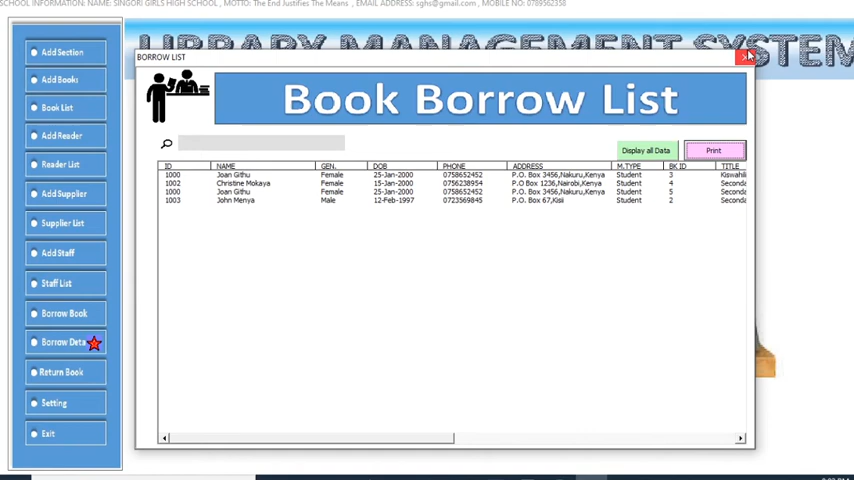 SCHOOL INFORMATION: NAME: SINGORI GIRLS HIGH SCHOOL , MOTTO: The End Justifies The Means , EMAIL ADDRESS: sghs@gmail.com , MOBILE NO: 0789562358
LIBRARY MANAGEMENT SYSTEM
BORROW LIST
Book Borrow List
Display all Data
Print
ID NAME GEN. DOB PHONE ADDRESS M.TYPE BK ID TITLE
1000 Joan Githu Female 25-Jan-2000 0758652452 P.O. Box 3456,Nakuru,Kenya Student 3 Kiswahili
1002 Christine Mokaya Female 15-Jan-2000 0756238954 P.O Box 1236,Nairobi,Kenya Student 4 Seconda
1000 Joan Githu Female 25-Jan-2000 0758652452 P.O. Box 3456,Nakuru,Kenya Student 5 Seconda
1003 John Menya Male 12-Feb-1997 0723569845 P.O. Box 67,Kisii Student 2 Seconda
Add Section
Add Books
Book List
Add Reader
Reader List
Add Supplier
Supplier List
Add Staff
Staff List
Borrow Book
Borrow Deta
Return Book
Setting
Exit